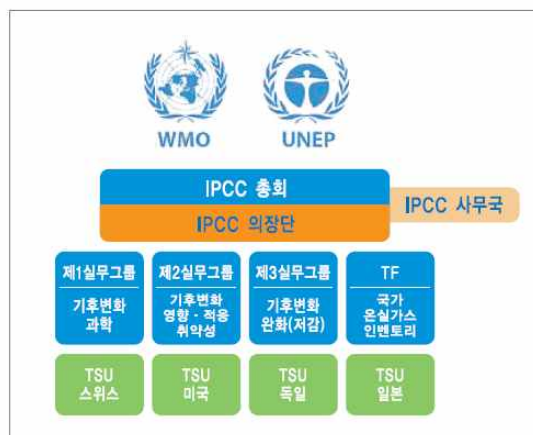 WMO
UNEP
IPCC 총회
IPCC 의장단
IPCC 사무국
제1실무그룹
기후변화
과학
제2실무그룹
기후변화
영향 - 적응
취약성
제3실무그룹
기후변화
완화(저감)
TF
국가
온실가스
인벤토리
TSU
스위스
TSU
미국
TSU
독일
TSU
일본